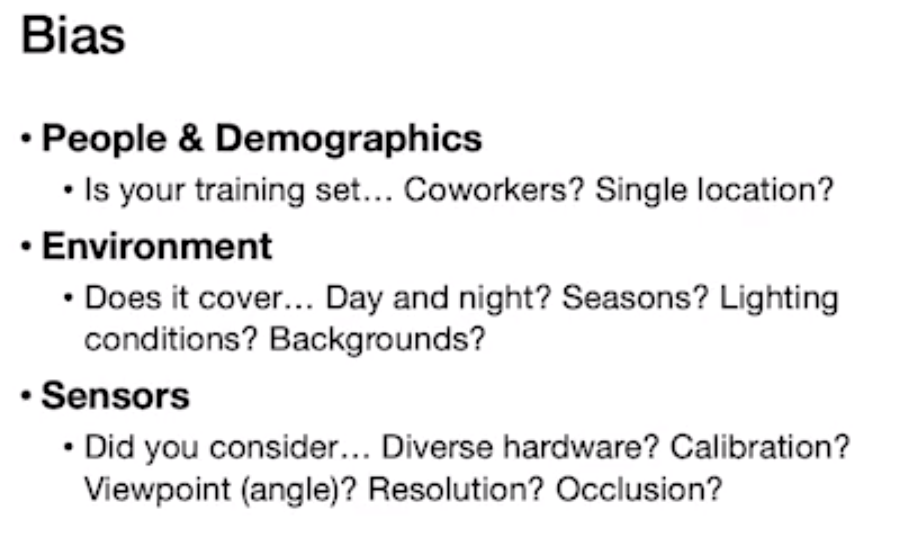 Bias
• People & Demographics
• Is your training set... Coworkers? Single location?
• Environment
• Does it cover... Day and night? Seasons? Lighting
conditions? Backgrounds?
• Sensors
• Did you consider... Diverse hardware? Calibration?
Viewpoint (angle)? Resolution? Occlusion?